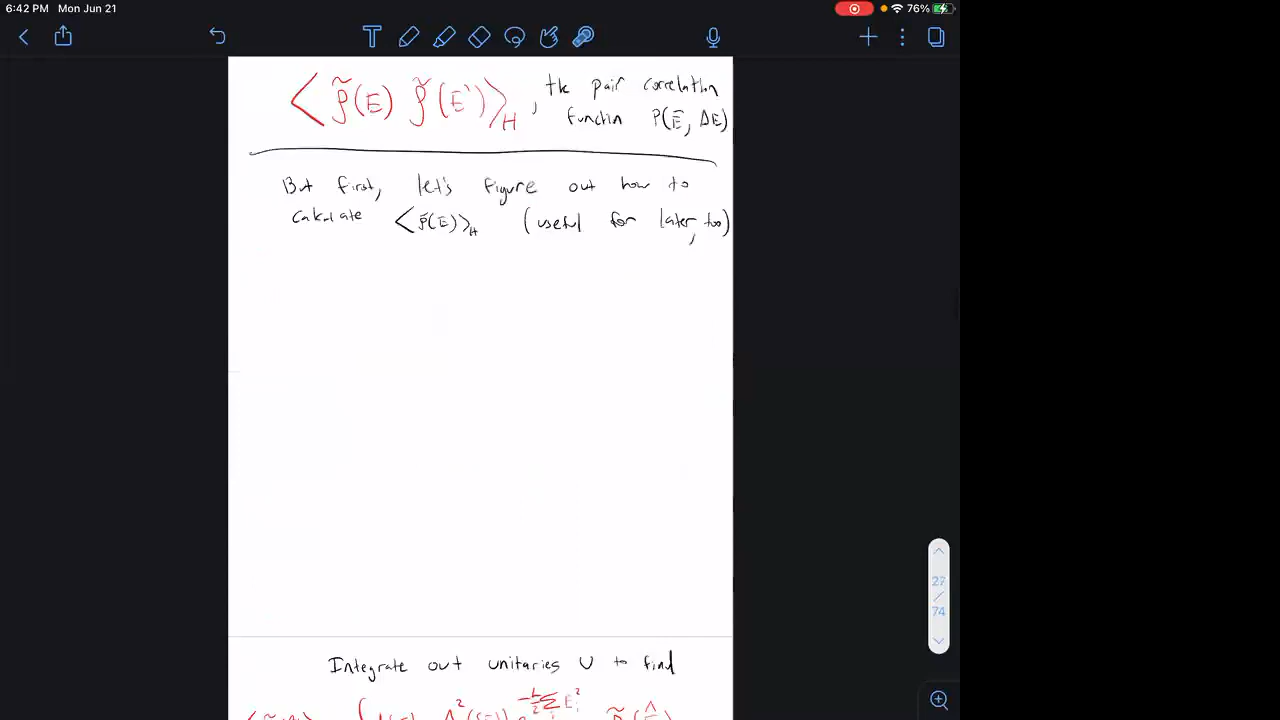 6:42 PM Mon Jun 21
76%
T
⟨ρ̃(E) ρ̃(E')⟩_H , the pair correlation
function P(Ē, ΔE)
But first, let's figure out how to
calculate ⟨ρ̃(E)⟩_H (useful for later, too)
27
/
74
Integrate out unitaries U to find